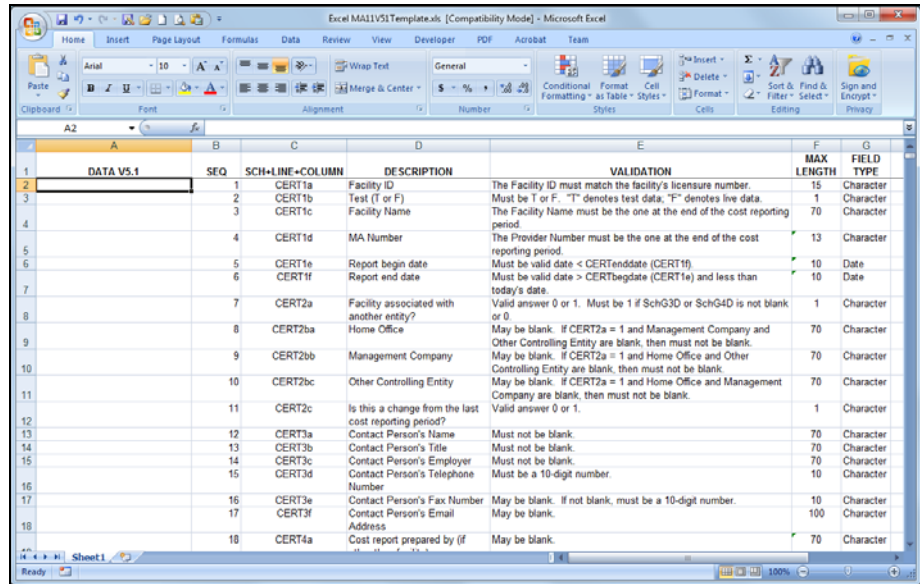 Excel MA11V51Template.xls [Compatibility Mode] - Microsoft Excel
Home Insert Page Layout Formulas Data Review View Developer PDF Acrobat Team
Paste
Arial 10 A A
B I U A
Wrap Text
Merge & Center
General
$ % ,
Conditional Formatting Format as Table Cell Styles
Insert
Delete
Format
Σ
Sort & Filter Find & Select
Sign and Encrypt
Clipboard Font Alignment Number Styles Cells Editing Privacy
A2 fx
A B C D E F G
1 DATA V5.1 SEQ SCH+LINE+COLUMN DESCRIPTION VALIDATION MAX LENGTH FIELD TYPE
2 1 CERT1a Facility ID The Facility ID must match the facility's licensure number. 15 Character
3 2 CERT1b Test (T or F) Must be T or F. "T" denotes test data; "F" denotes live data. 1 Character
4 3 CERT1c Facility Name The Facility Name must be the one at the end of the cost reporting period. 70 Character
5 4 CERT1d MA Number The Provider Number must be the one at the end of the cost reporting period. 13 Character
6 5 CERT1e Report begin date Must be valid date < CERTenddate (CERT1f). 10 Date
7 6 CERT1f Report end date Must be valid date > CERTbegdate (CERT1e) and less than today's date. 10 Date
8 7 CERT2a Facility associated with another entity? Valid answer 0 or 1. Must be 1 if SchG3D or SchG4D is not blank or 0. 1 Character
9 8 CERT2ba Home Office May be blank. If CERT2a = 1 and Management Company and Other Controlling Entity are blank, then must not be blank. 70 Character
10 9 CERT2bb Management Company May be blank. If CERT2a = 1 and Home Office and Other Controlling Entity are blank, then must not be blank. 70 Character
11 10 CERT2bc Other Controlling Entity May be blank. If CERT2a = 1 and Home Office and Management Company are blank, then must not be blank. 70 Character
12 11 CERT2c Is this a change from the last cost reporting period? Valid answer 0 or 1. 1 Character
13 12 CERT3a Contact Person's Name Must not be blank. 70 Character
14 13 CERT3b Contact Person's Title Must not be blank. 70 Character
15 14 CERT3c Contact Person's Employer Must not be blank. 70 Character
16 15 CERT3d Contact Person's Telephone Number Must be a 10-digit number. 10 Character
17 16 CERT3e Contact Person's Fax Number May be blank. If not blank, must be a 10-digit number. 10 Character
18 17 CERT3f Contact Person's Email Address May be blank. 100 Character
18 CERT4a Cost report prepared by (if May be blank. 70 Character
Sheet1
Ready 100%